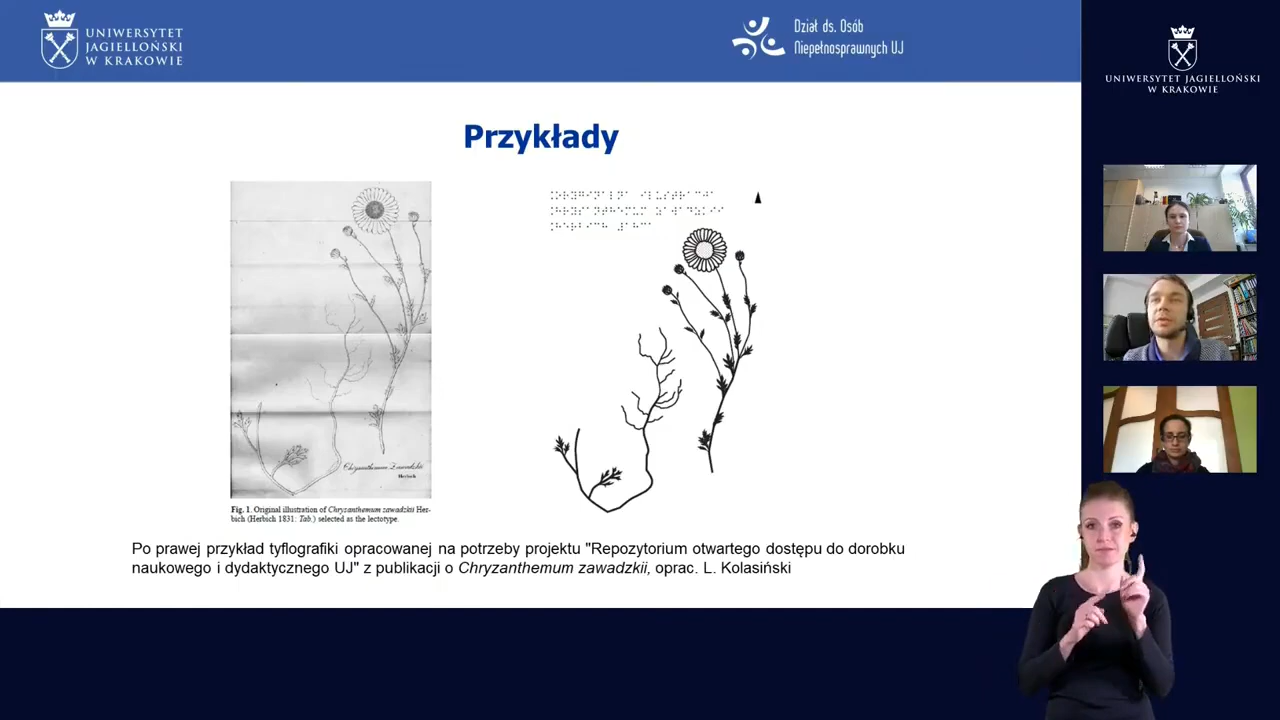 UNIWERSYTET
JAGIELLOŃSKI
W KRAKOWIE
Dział ds. Osób
Niepełnosprawnych UJ
UNIWERSYTET JAGIELLOŃSKI
W KRAKOWIE
Przykłady
Chrysanthemum Zawadzkii
Herbich
Fig. 1. Original illustration of Chrysanthemum zawadzkii Her-
bich (Herbich 1831: Tab.) selected as the lectotype.
Po prawej przykład tyflografiki opracowanej na potrzeby projektu "Repozytorium otwartego dostępu do dorobku
naukowego i dydaktycznego UJ" z publikacji o Chryzanthemum zawadzkii, oprac. L. Kolasiński